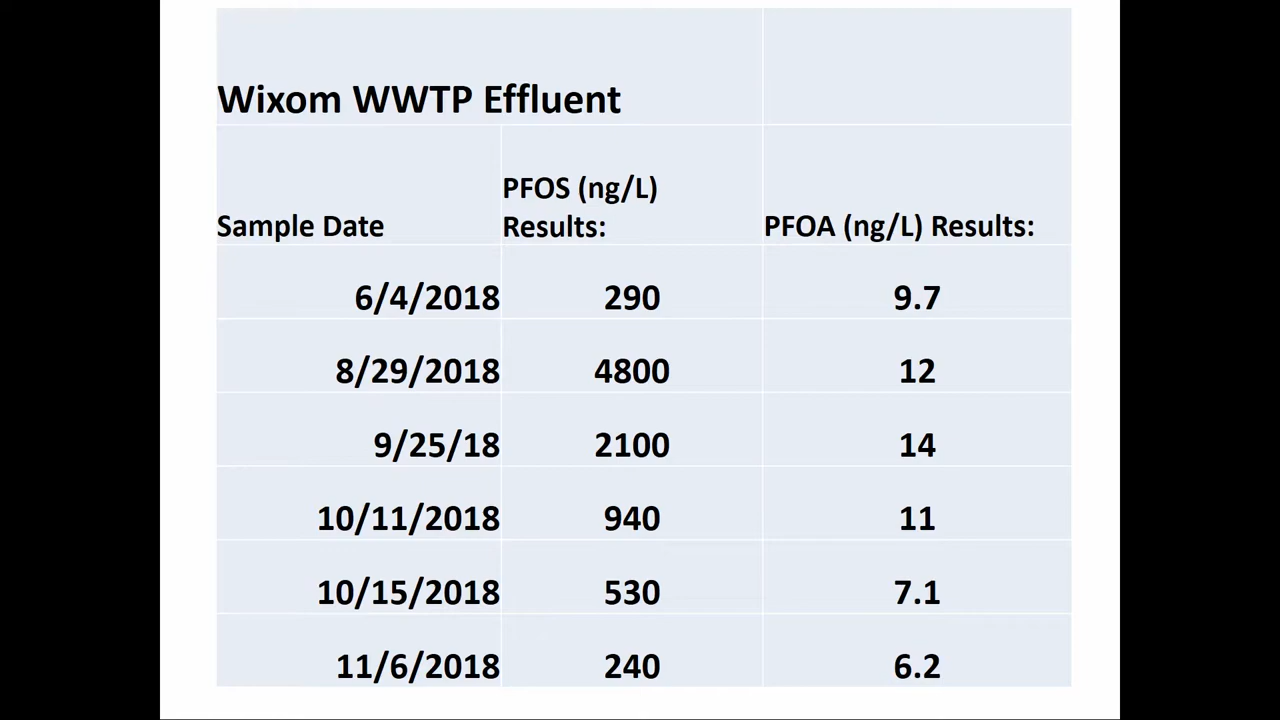 Wixom WWTP Effluent
Sample Date PFOS (ng/L) Results: PFOA (ng/L) Results:
6/4/2018 290 9.7
8/29/2018 4800 12
9/25/18 2100 14
10/11/2018 940 11
10/15/2018 530 7.1
11/6/2018 240 6.2